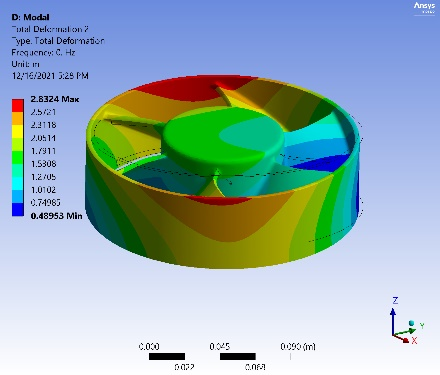 Ansys
D: Modal
Total Deformation 2
Type: Total Deformation
Frequency: 0. Hz
Unit: m
12/16/2021 5:28 PM
2.8324 Max
2.5721
2.3118
2.0514
1.7911
1.5308
1.2705
1.0102
0.74985
0.48953 Min
Z
Y
X
0.000 0.045 0.090 (m)
0.022 0.068